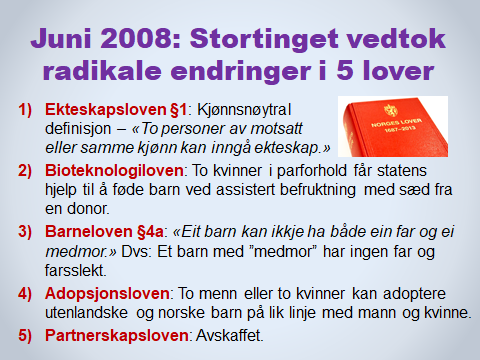 Juni 2008: Stortinget vedtok
radikale endringer i 5 lover
1) Ekteskapsloven §1: Kjønnsnøytral
definisjon – «To personer av motsatt
eller samme kjønn kan inngå ekteskap.»
NORGES LOVER
1687–2013
2) Bioteknologiloven: To kvinner i parforhold får statens
hjelp til å føde barn ved assistert befruktning med sæd fra
en donor.
3) Barneloven §4a: «Eit barn kan ikkje ha både ein far og ei
medmor.» Dvs: Et barn med ”medmor” har ingen far og
farsslekt.
4) Adopsjonsloven: To menn eller to kvinner kan adoptere
utenlandske og norske barn på lik linje med mann og kvinne.
5) Partnerskapsloven: Avskaffet.